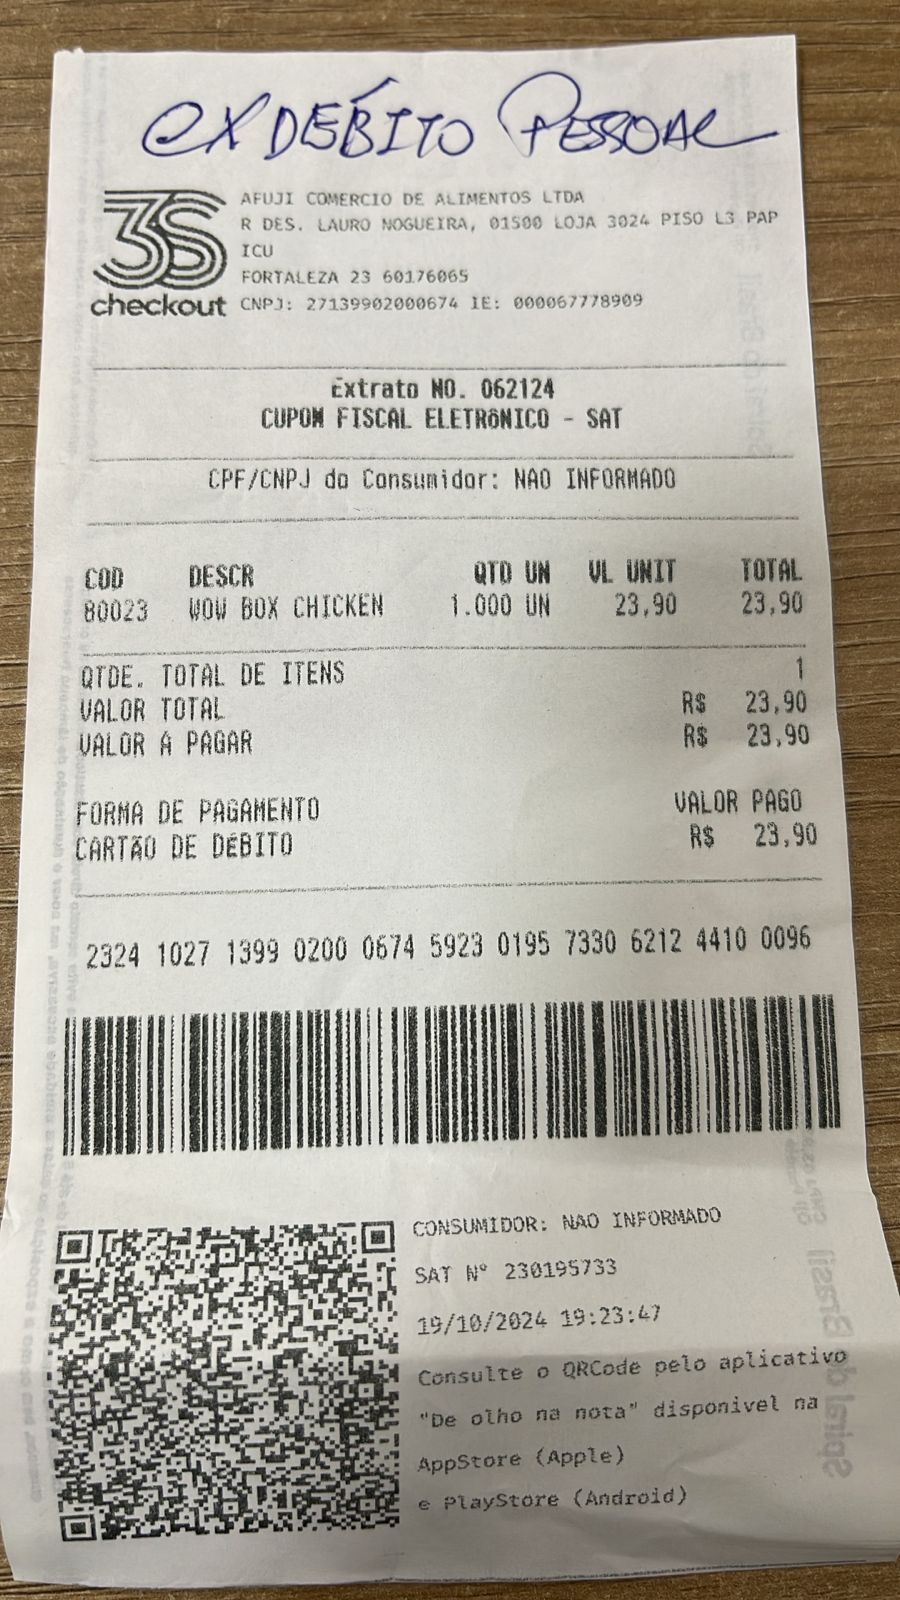 CX DÉBITO PESSOAL
3S
checkout
AFUJI COMERCIO DE ALIMENTOS LTDA
R DES. LAURO NOGUEIRA, 01500 LOJA 3024 PISO L3 PAP
ICU
FORTALEZA 23 60176065
CNPJ: 27139902000674 IE: 000067778909
Extrato NO. 062124
CUPOM FISCAL ELETRôNICO - SAT
CPF/CNPJ do Consumidor: NAO INFORMADO
COD DESCR QTD UN VL UNIT TOTAL
80023 WOW BOX CHICKEN 1.000 UN 23,90 23,90
QTDE. TOTAL DE ITENS 1
VALOR TOTAL R$ 23,90
VALOR A PAGAR R$ 23,90
FORMA DE PAGAMENTO VALOR PAGO
CARTÃO DE DÉBITO R$ 23,90
2324 1027 1399 0200 0674 5923 0195 7330 6212 4410 0096
CONSUMIDOR: NAO INFORMADO
SAT N° 230195733
19/10/2024 19:23:47
Consulte o QRCode pelo aplicativo
"De olho na nota" disponivel na
AppStore (Apple)
e PlayStore (Android)